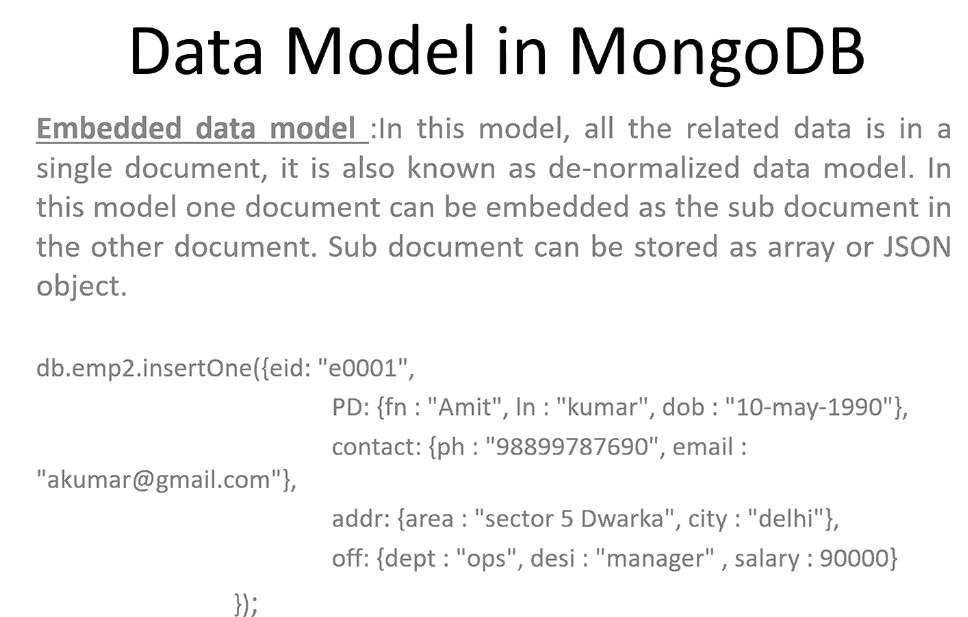 Data Model in MongoDB
Embedded data model :In this model, all the related data is in a
single document, it is also known as de-normalized data model. In
this model one document can be embedded as the sub document in
the other document. Sub document can be stored as array or JSON
object.
db.emp2.insertOne({eid: "e0001",
PD: {fn : "Amit", ln : "kumar", dob : "10-may-1990"},
contact: {ph : "98899787690", email :
"akumar@gmail.com"},
addr: {area : "sector 5 Dwarka", city : "delhi"},
off: {dept : "ops", desi : "manager" , salary : 90000}
});